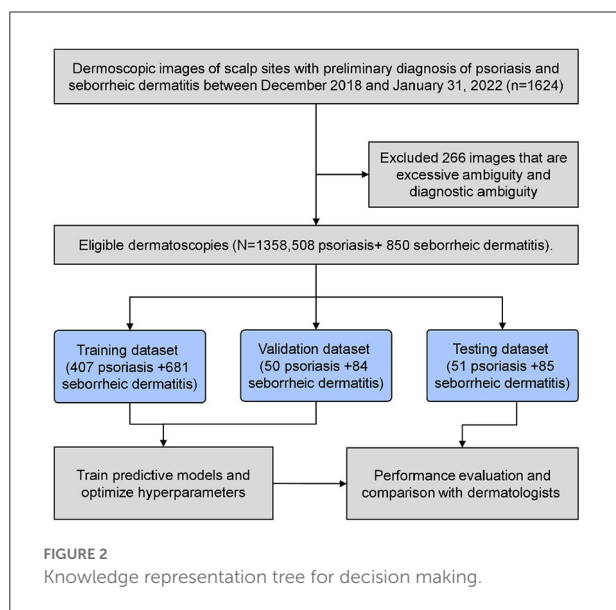 Dermoscopic images of scalp sites with preliminary diagnosis of psoriasis and
seborrheic dermatitis between December 2018 and January 31, 2022 (n=1624)
Excluded 266 images that are
excessive ambiguity and
diagnostic ambiguity
Eligible dermatoscopies (N=1358,508 psoriasis+ 850 seborrheic dermatitis).
Training dataset
(407 psoriasis +681
seborrheic dermatitis)
Validation dataset
(50 psoriasis +84
seborrheic dermatitis)
Testing dataset
(51 psoriasis +85
seborrheic dermatitis)
Train predictive models and
optimize hyperparameters
Performance evaluation and
comparison with dermatologists
FIGURE 2
Knowledge representation tree for decision making.